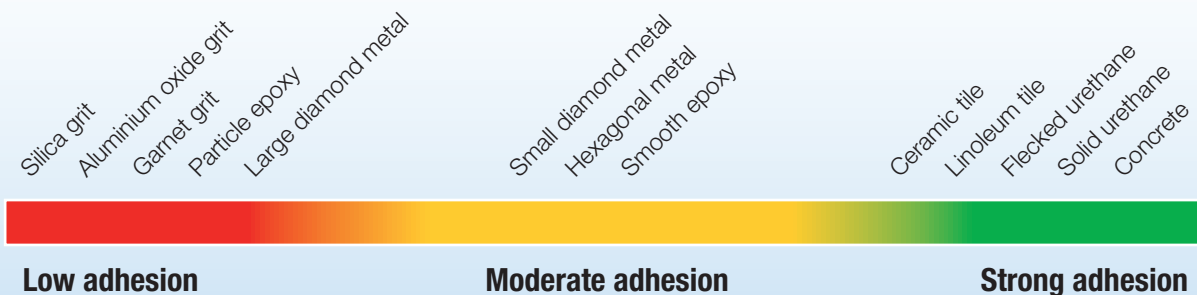 Silica grit
Aluminium oxide grit
Garnet grit
Particle epoxy
Large diamond metal
Small diamond metal
Hexagonal metal
Smooth epoxy
Ceramic tile
Linoleum tile
Flecked urethane
Solid urethane
Concrete
Low adhesion
Moderate adhesion
Strong adhesion